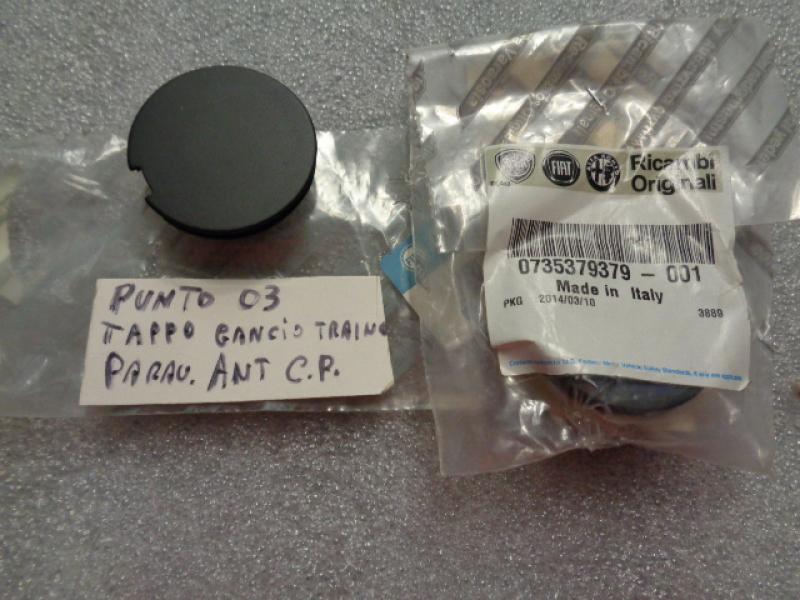 PUNTO 03
TAPPO GANCIO TRAINO
PARAU. ANT C.P.
FIAT
Ricambi
Originali
0735379379 - 001
Made in Italy
PKG 2014/03/10
3889